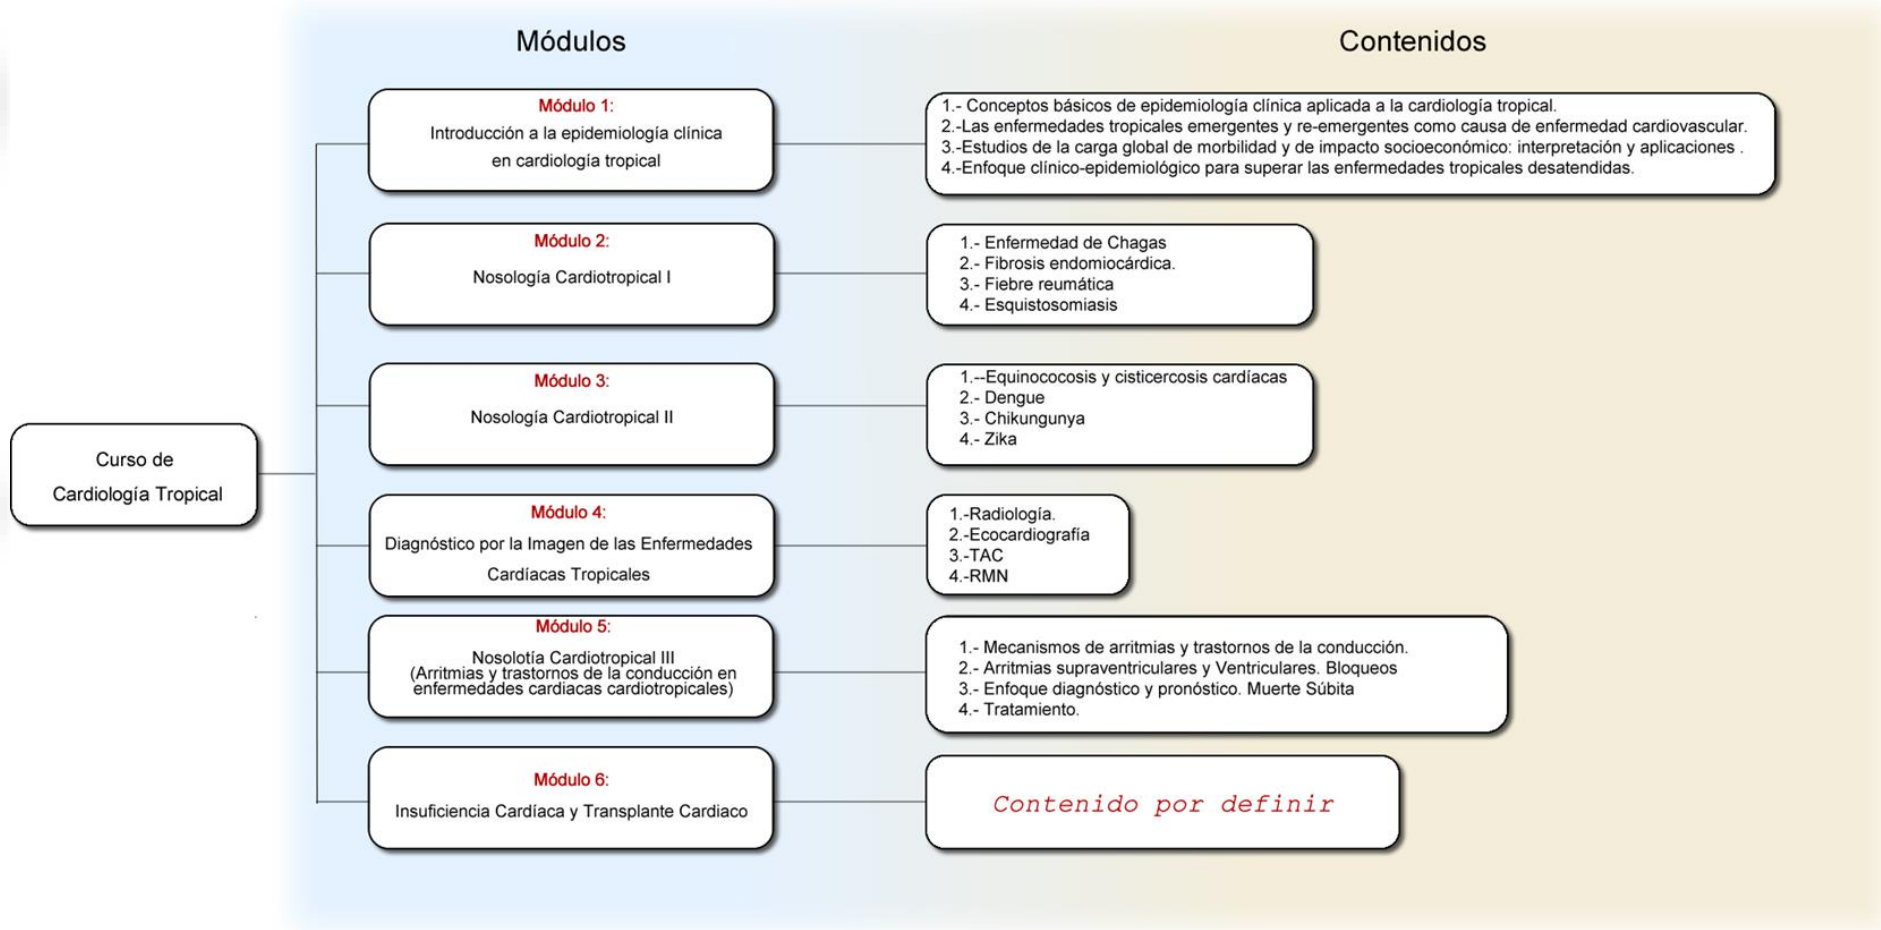 Módulos
Contenidos
Curso de
Cardiología Tropical
Módulo 1:
Introducción a la epidemiología clínica
en cardiología tropical
1.- Conceptos básicos de epidemiología clínica aplicada a la cardiología tropical.
2.-Las enfermedades tropicales emergentes y re-emergentes como causa de enfermedad cardiovascular.
3.-Estudios de la carga global de morbilidad y de impacto socioeconómico: interpretación y aplicaciones .
4.-Enfoque clínico-epidemiológico para superar las enfermedades tropicales desatendidas.
Módulo 2:
Nosología Cardiotropical I
1.- Enfermedad de Chagas
2.- Fibrosis endomiocárdica.
3.- Fiebre reumática
4.- Esquistosomiasis
Módulo 3:
Nosología Cardiotropical II
1.--Equinococosis y cisticercosis cardíacas
2.- Dengue
3.- Chikungunya
4.- Zika
Módulo 4:
Diagnóstico por la Imagen de las Enfermedades
Cardíacas Tropicales
1.-Radiología.
2.-Ecocardiografía
3.-TAC
4.-RMN
Módulo 5:
Nosolotía Cardiotropical III
(Arritmias y trastornos de la conducción en
enfermedades cardiacas cardiotropicales)
1.- Mecanismos de arritmias y trastornos de la conducción.
2.- Arritmias supraventriculares y Ventriculares. Bloqueos
3.- Enfoque diagnóstico y pronóstico. Muerte Súbita
4.- Tratamiento.
Módulo 6:
Insuficiencia Cardíaca y Transplante Cardiaco
Contenido por definir